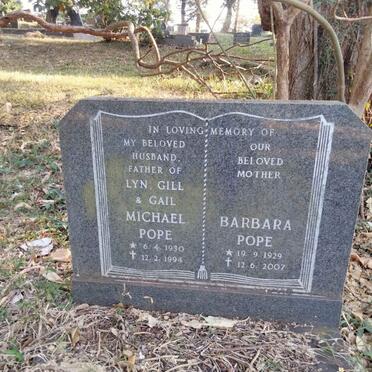 IN LOVING MEMORY OF
MY BELOVED
HUSBAND,
FATHER OF
LYN, GILL
& GAIL
MICHAEL
POPE
★ 6.4.1930
✝ 12.2.1994
OUR
BELOVED
MOTHER
BARBARA
POPE
★ 19.9.1929
✝ 12.6.2007